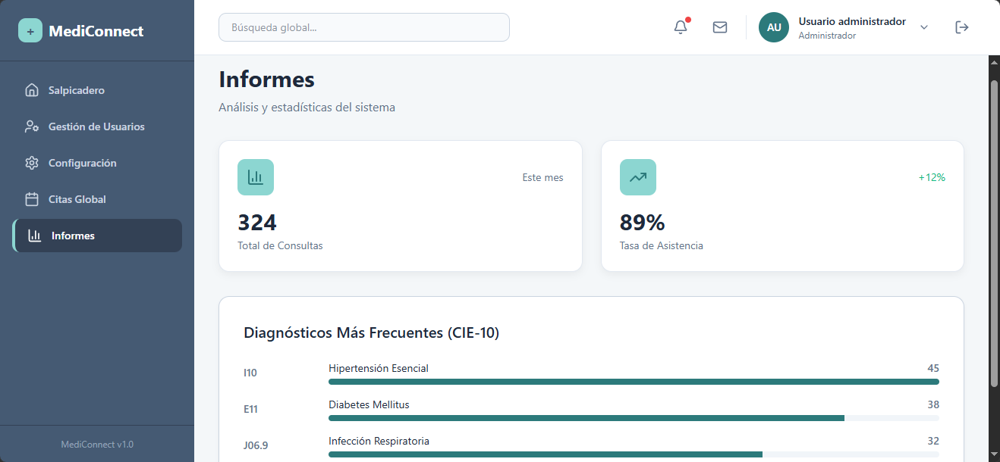 MediConnect
Búsqueda global...
AU
Usuario administrador
Administrador
Salpicadero
Gestión de Usuarios
Configuración
Citas Global
Informes
MediConnect v1.0
Informes
Análisis y estadísticas del sistema
Este mes
324
Total de Consultas
+12%
89%
Tasa de Asistencia
Diagnósticos Más Frecuentes (CIE-10)
I10 Hipertensión Esencial 45
E11 Diabetes Mellitus 38
J06.9 Infección Respiratoria 32